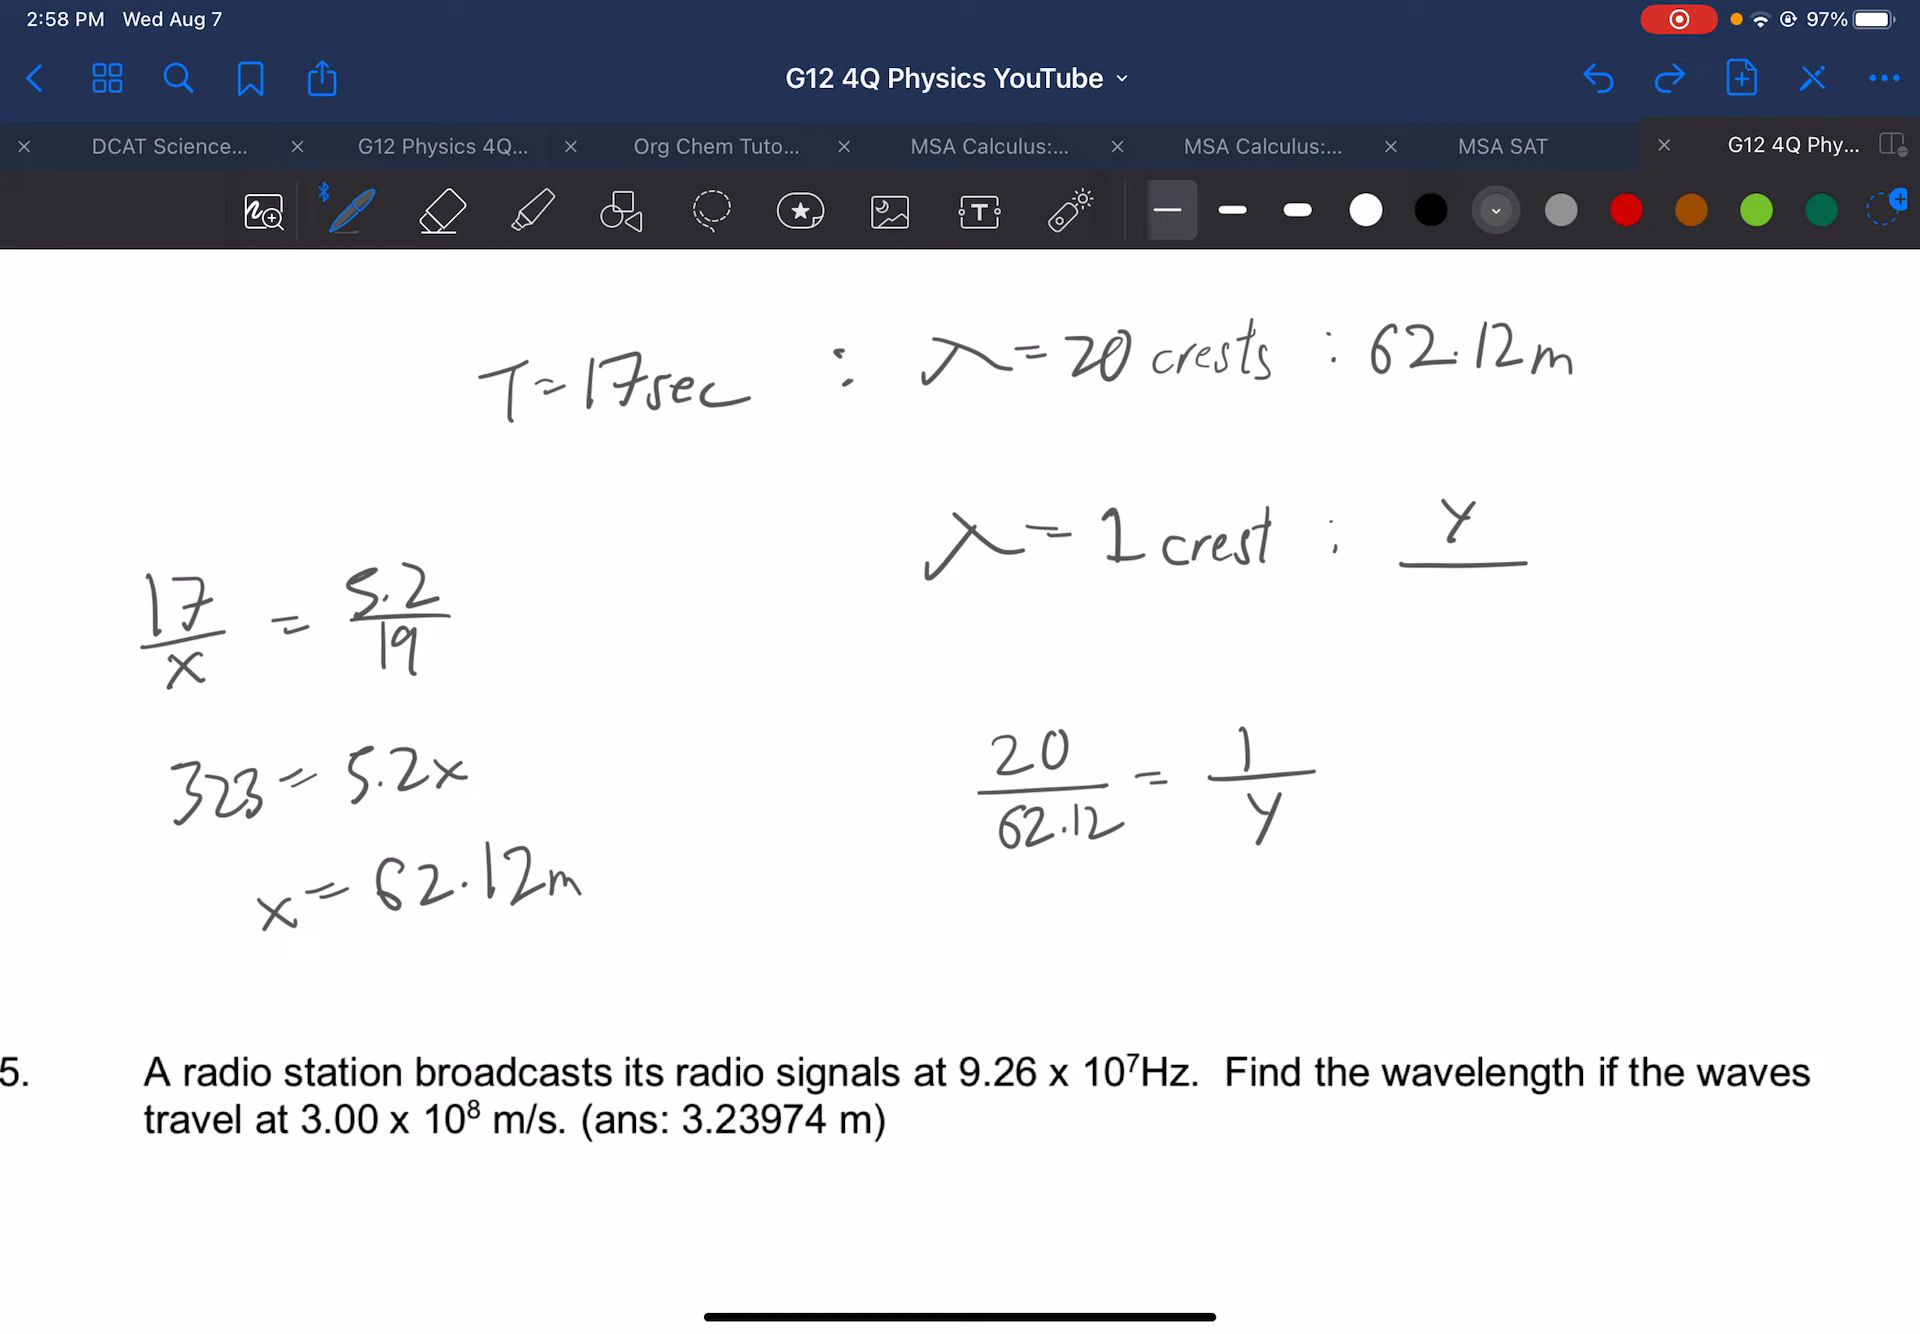 2:58 PM Wed Aug 7
97%
G12 4Q Physics YouTube
DCAT Science...
G12 Physics 4Q...
Org Chem Tuto...
MSA Calculus:...
MSA Calculus:...
MSA SAT
G12 4Q Phy...
T
T=17sec : λ=20 crests : 62.12m
λ=1 crest : Y
17/x = 5.2/19
323=5.2x
x=62.12m
20/62.12 = 1/Y
5. A radio station broadcasts its radio signals at 9.26 x 10⁷Hz. Find the wavelength if the waves
travel at 3.00 x 10⁸ m/s. (ans: 3.23974 m)